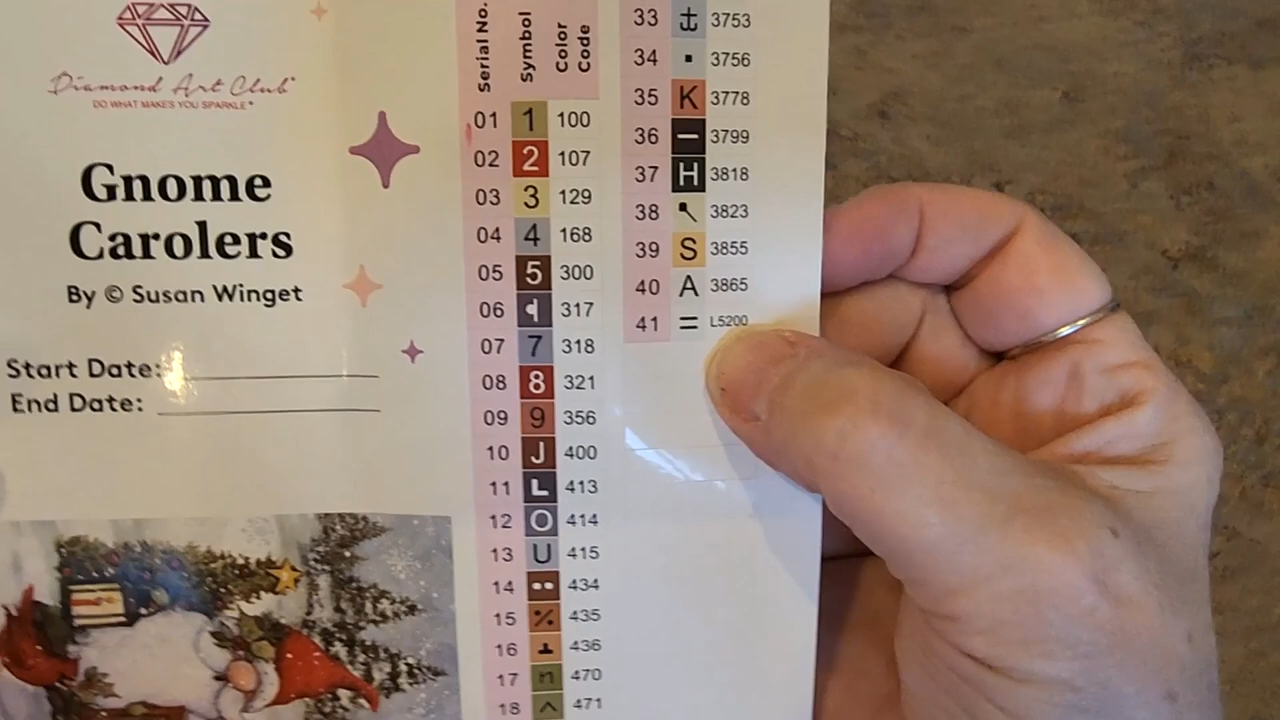 Diamond Art Club
DO WHAT MAKES YOU SPARKLE
Gnome
Carolers
By © Susan Winget
Start Date:
End Date:
Serial No. Symbol Color Code
01 1 100
02 2 107
03 3 129
04 4 168
05 5 300
06 317
07 7 318
08 8 321
09 9 356
10 J 400
11 L 413
12 O 414
13 U 415
14 434
15 435
16 436
17 n 470
18 ^ 471
33 ⚓ 3753
34 ▪ 3756
35 K 3778
36 – 3799
37 H 3818
38 3823
39 S 3855
40 A 3865
41 = L5200